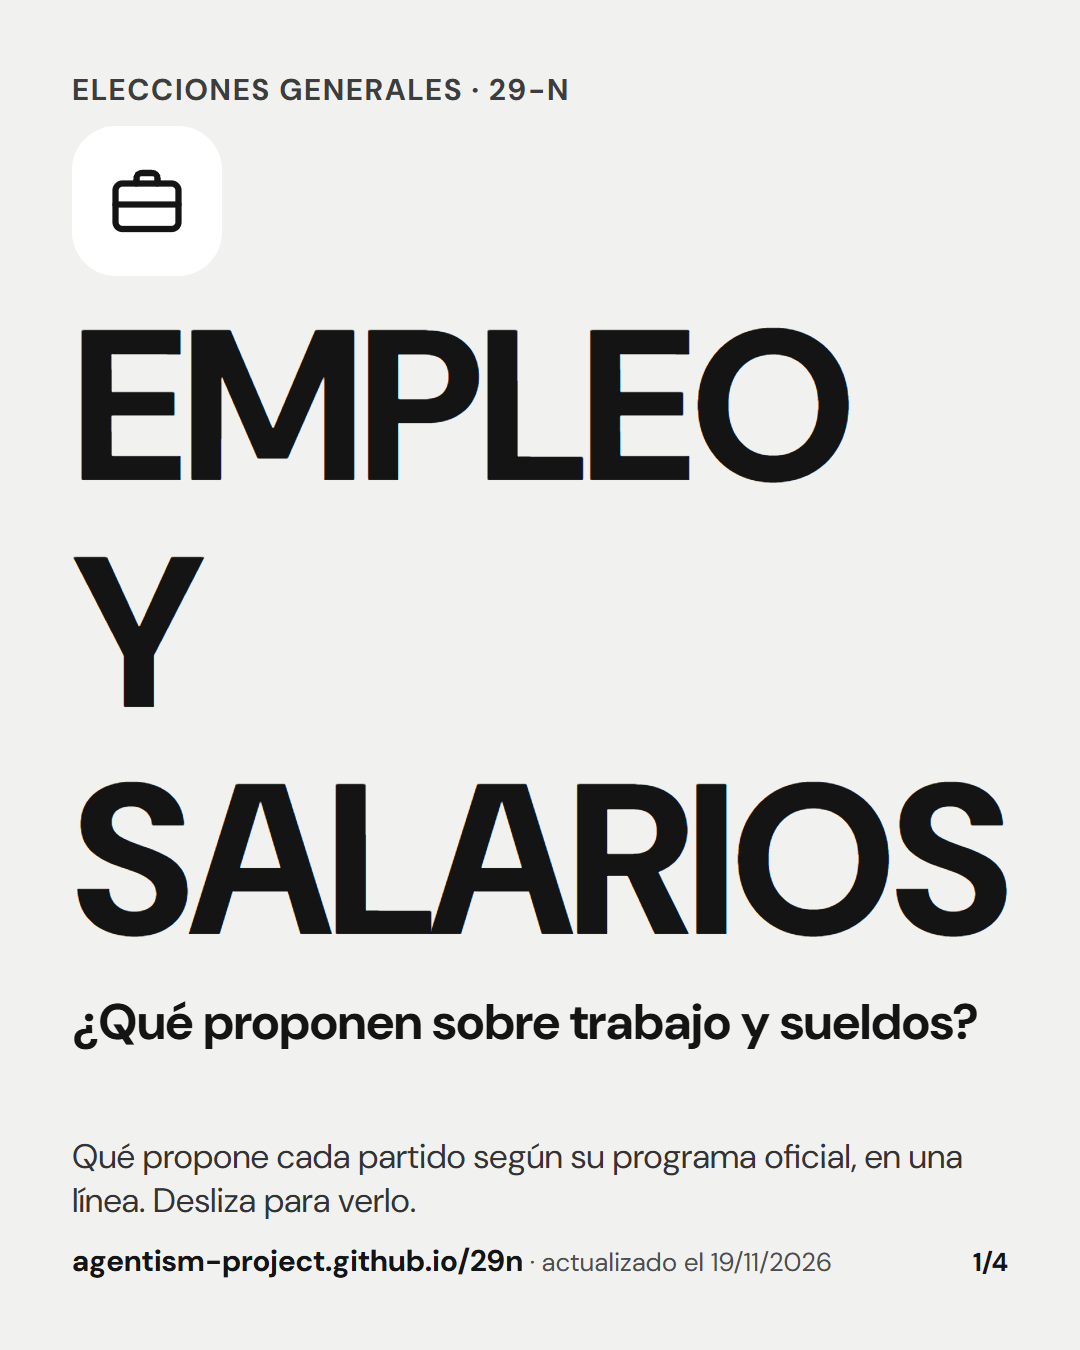 ELECCIONES GENERALES · 29-N
EMPLEO
Y
SALARIOS
¿Qué proponen sobre trabajo y sueldos?
Qué propone cada partido según su programa oficial, en una
línea. Desliza para verlo.
agentism-project.github.io/29n · actualizado el 19/11/2026 1/4